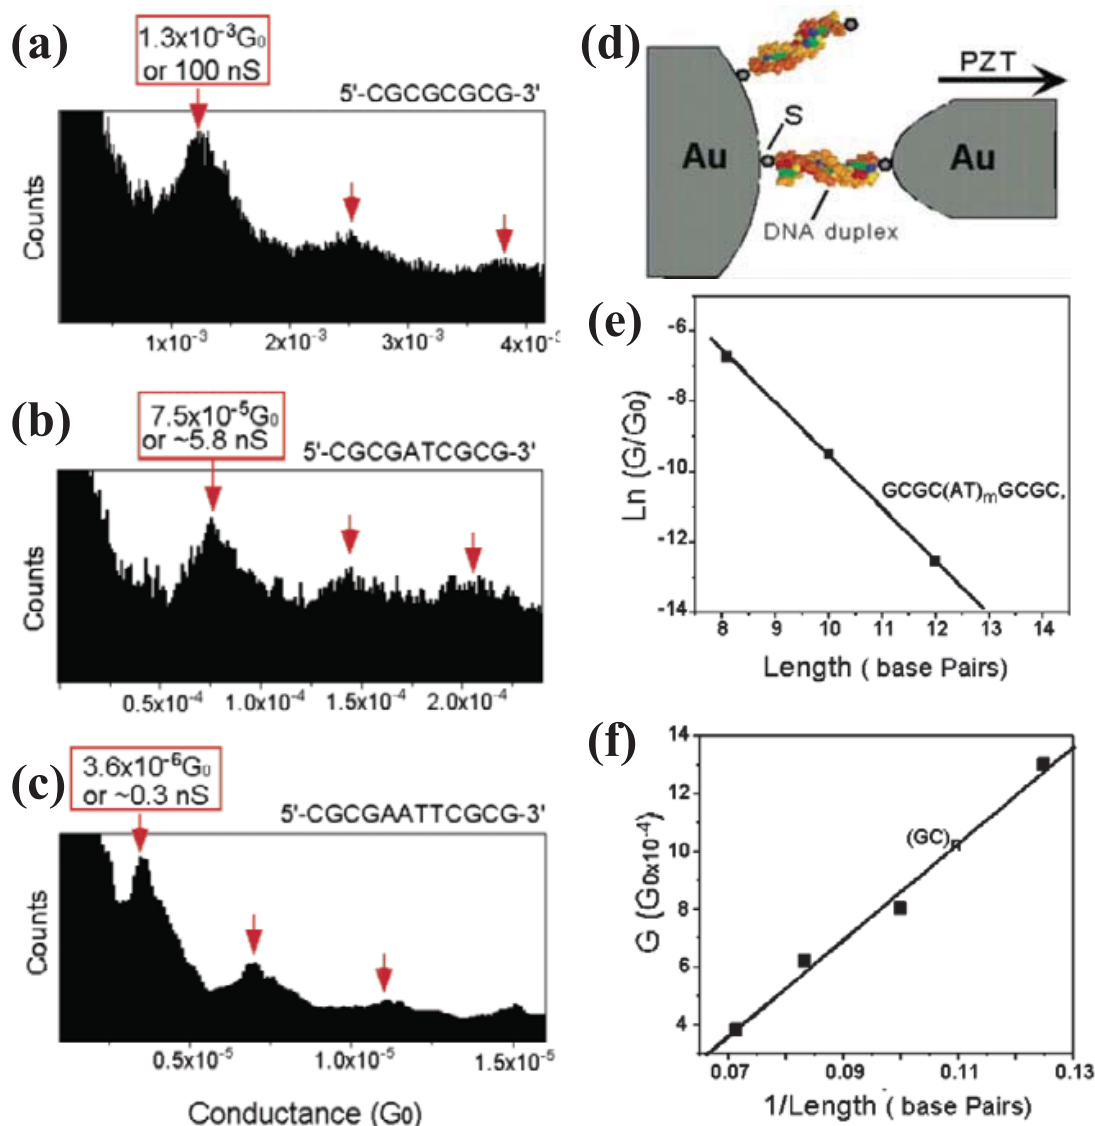 (a)
1.3x10⁻³G₀
or 100 nS
5'-CGCGCGCG-3'
Counts
1x10⁻³ 2x10⁻³ 3x10⁻³ 4x10⁻³
(b)
7.5x10⁻⁵G₀
or ~5.8 nS
5'-CGCGATCGCG-3'
Counts
0.5x10⁻⁴ 1.0x10⁻⁴ 1.5x10⁻⁴ 2.0x10⁻⁴
(c)
3.6x10⁻⁶G₀
or ~0.3 nS
5'-CGCGAATTCGCG-3'
Counts
0.5x10⁻⁵ 1.0x10⁻⁵ 1.5x10⁻⁵
Conductance (G₀)
(d)
PZT
S
Au
Au
DNA duplex
(e)
Ln (G/G₀)
-6
-8
-10
-12
-14
GCGC(AT)ₘGCGC,
8 9 10 11 12 13 14
Length ( base Pairs)
(f)
G (G₀x10⁻⁴)
14
12
10
8
6
4
(GC)ₙ
0.07 0.09 0.11 0.13
1/Length ( base Pairs)